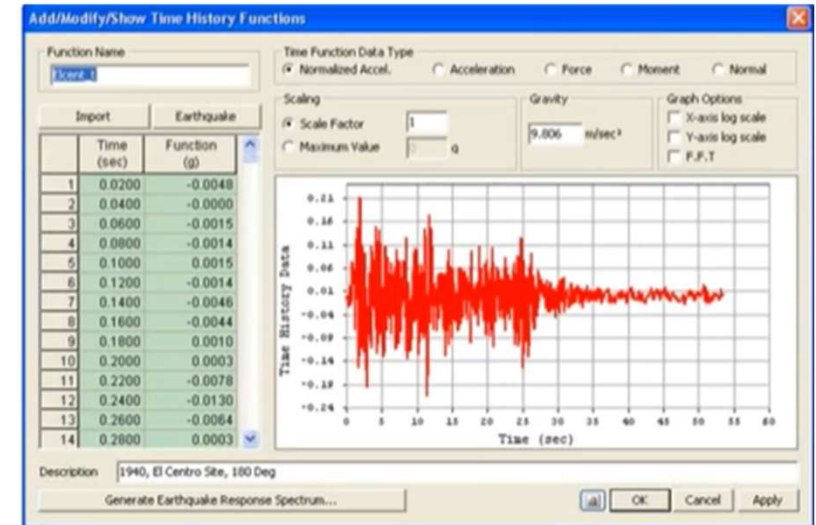 Add/Modify/Show Time History Functions
Function Name
Elcent_t
Import
Earthquake
Time (sec)
Function (g)
1 0.0200 -0.0048
2 0.0400 -0.0000
3 0.0600 -0.0015
4 0.0800 -0.0014
5 0.1000 0.0015
6 0.1200 -0.0014
7 0.1400 -0.0046
8 0.1600 -0.0044
9 0.1800 0.0010
10 0.2000 0.0003
11 0.2200 -0.0078
12 0.2400 -0.0130
13 0.2600 -0.0064
14 0.2800 0.0003
Time Function Data Type
Normalized Accel.
Acceleration
Force
Moment
Normal
Scaling
Scale Factor
1
Maximum Value
g
Gravity
9.806 m/sec²
Graph Options
X-axis log scale
Y-axis log scale
F.F.T
Time History Data
0.21
0.16
0.11
0.06
0.01
-0.04
-0.09
-0.14
-0.19
-0.24
0 5 10 15 20 25 30 35 40 45 50 55 60
Time (sec)
Description
1940, El Centro Site, 180 Deg
Generate Earthquake Response Spectrum...
OK
Cancel
Apply